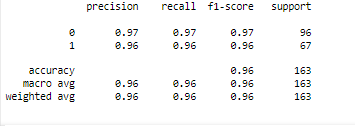 precision recall f1-score support
0 0.97 0.97 0.97 96
1 0.96 0.96 0.96 67
accuracy 0.96 163
macro avg 0.96 0.96 0.96 163
weighted avg 0.96 0.96 0.96 163